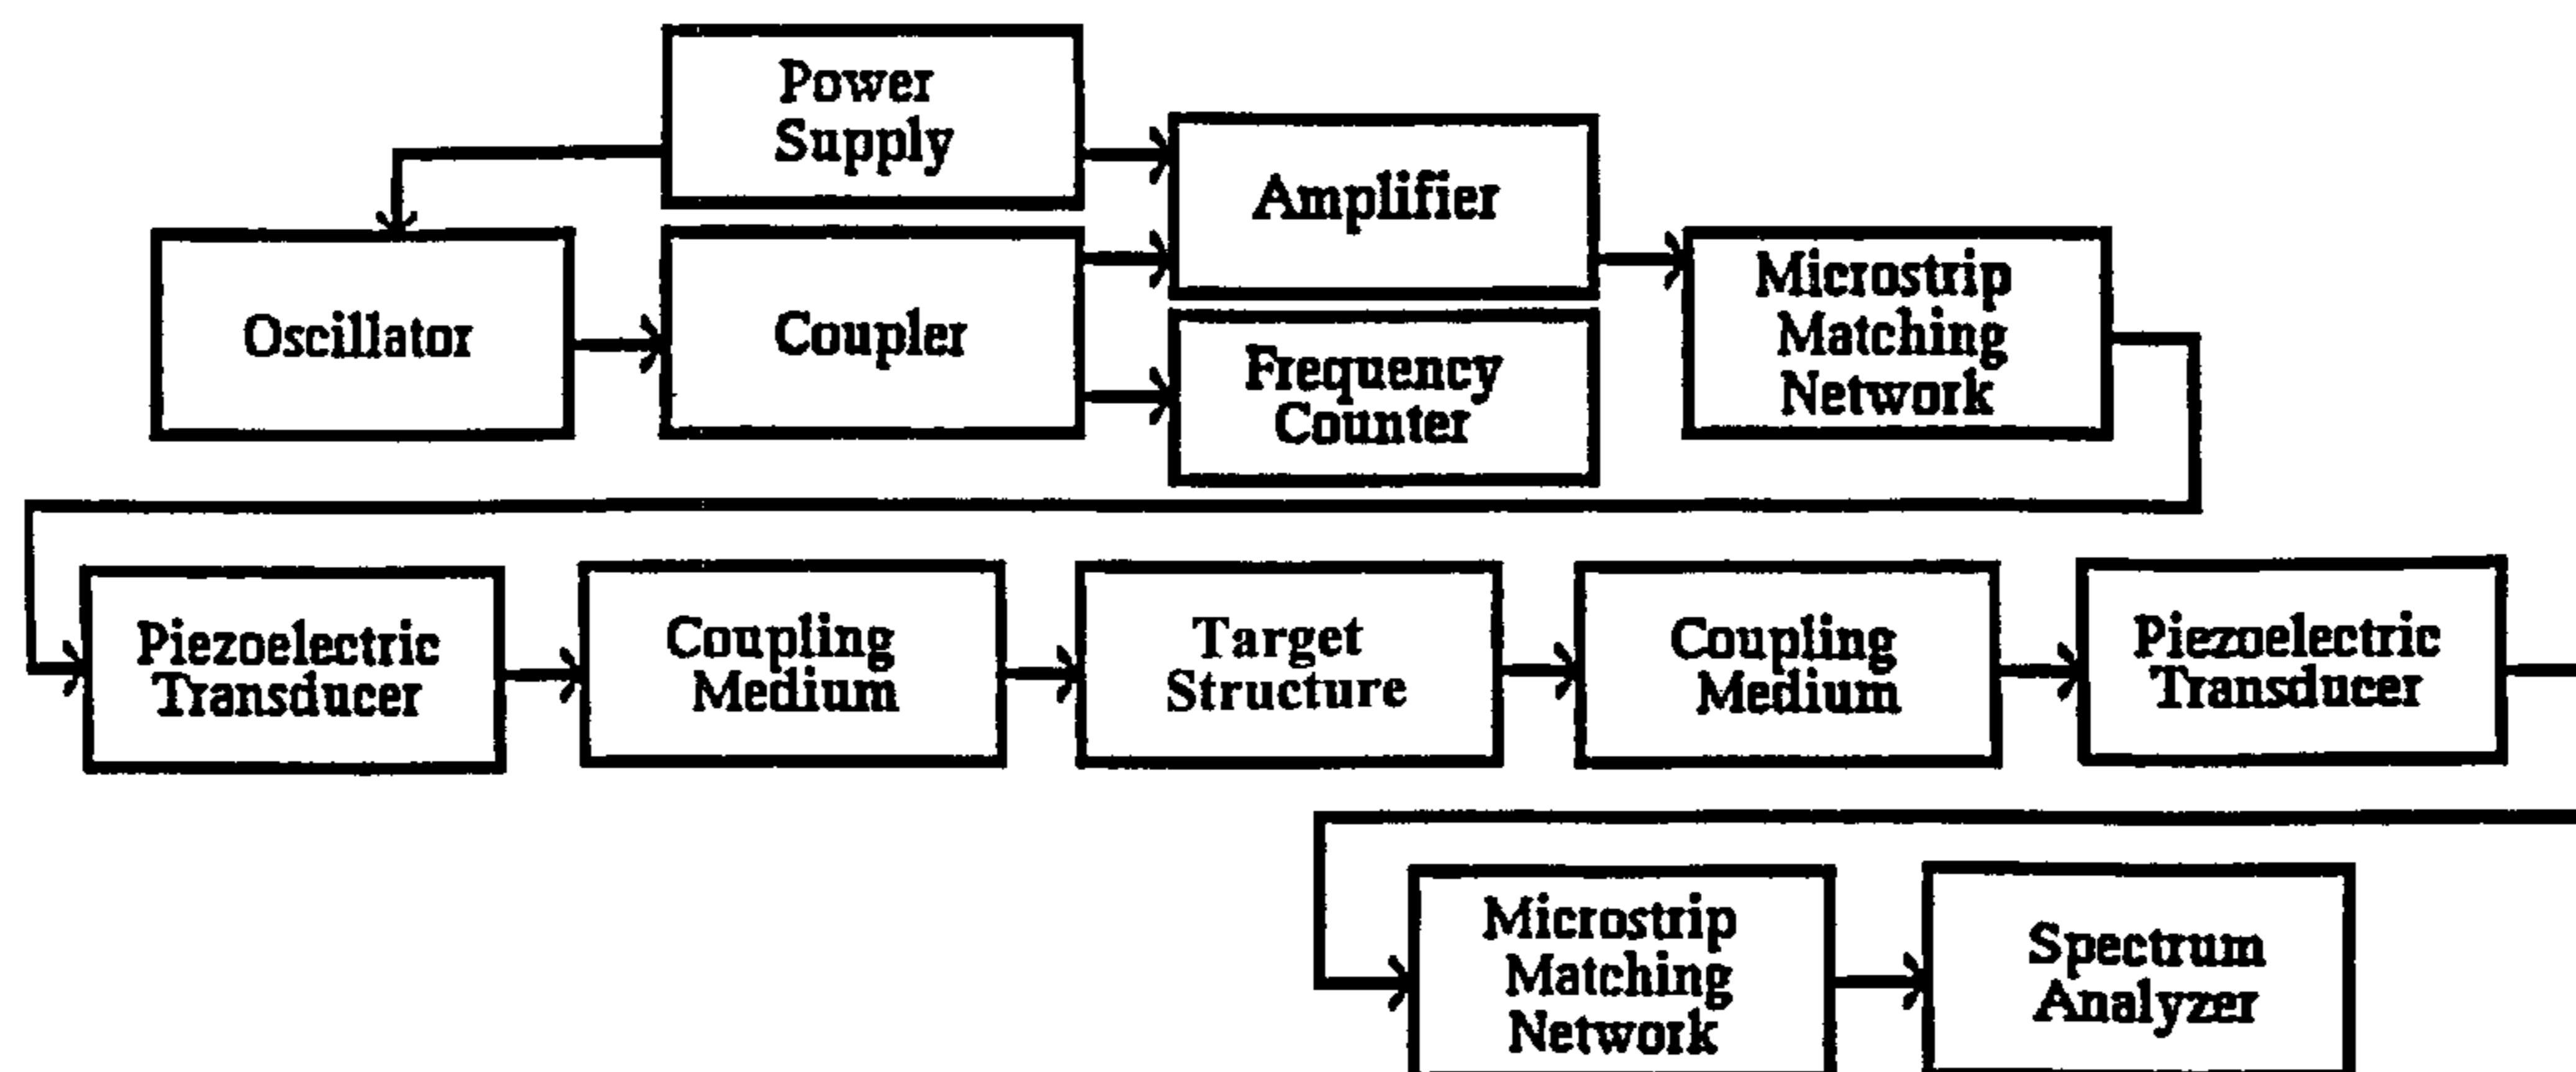 Power
Supply
Amplifier
Oscillator
Coupler
Frequency
Counter
Microstrip
Matching
Network
Piezoelectric
Transducer
Coupling
Medium
Target
Structure
Coupling
Medium
Piezoelectric
Transducer
Microstrip
Matching
Network
Spectrum
Analyzer